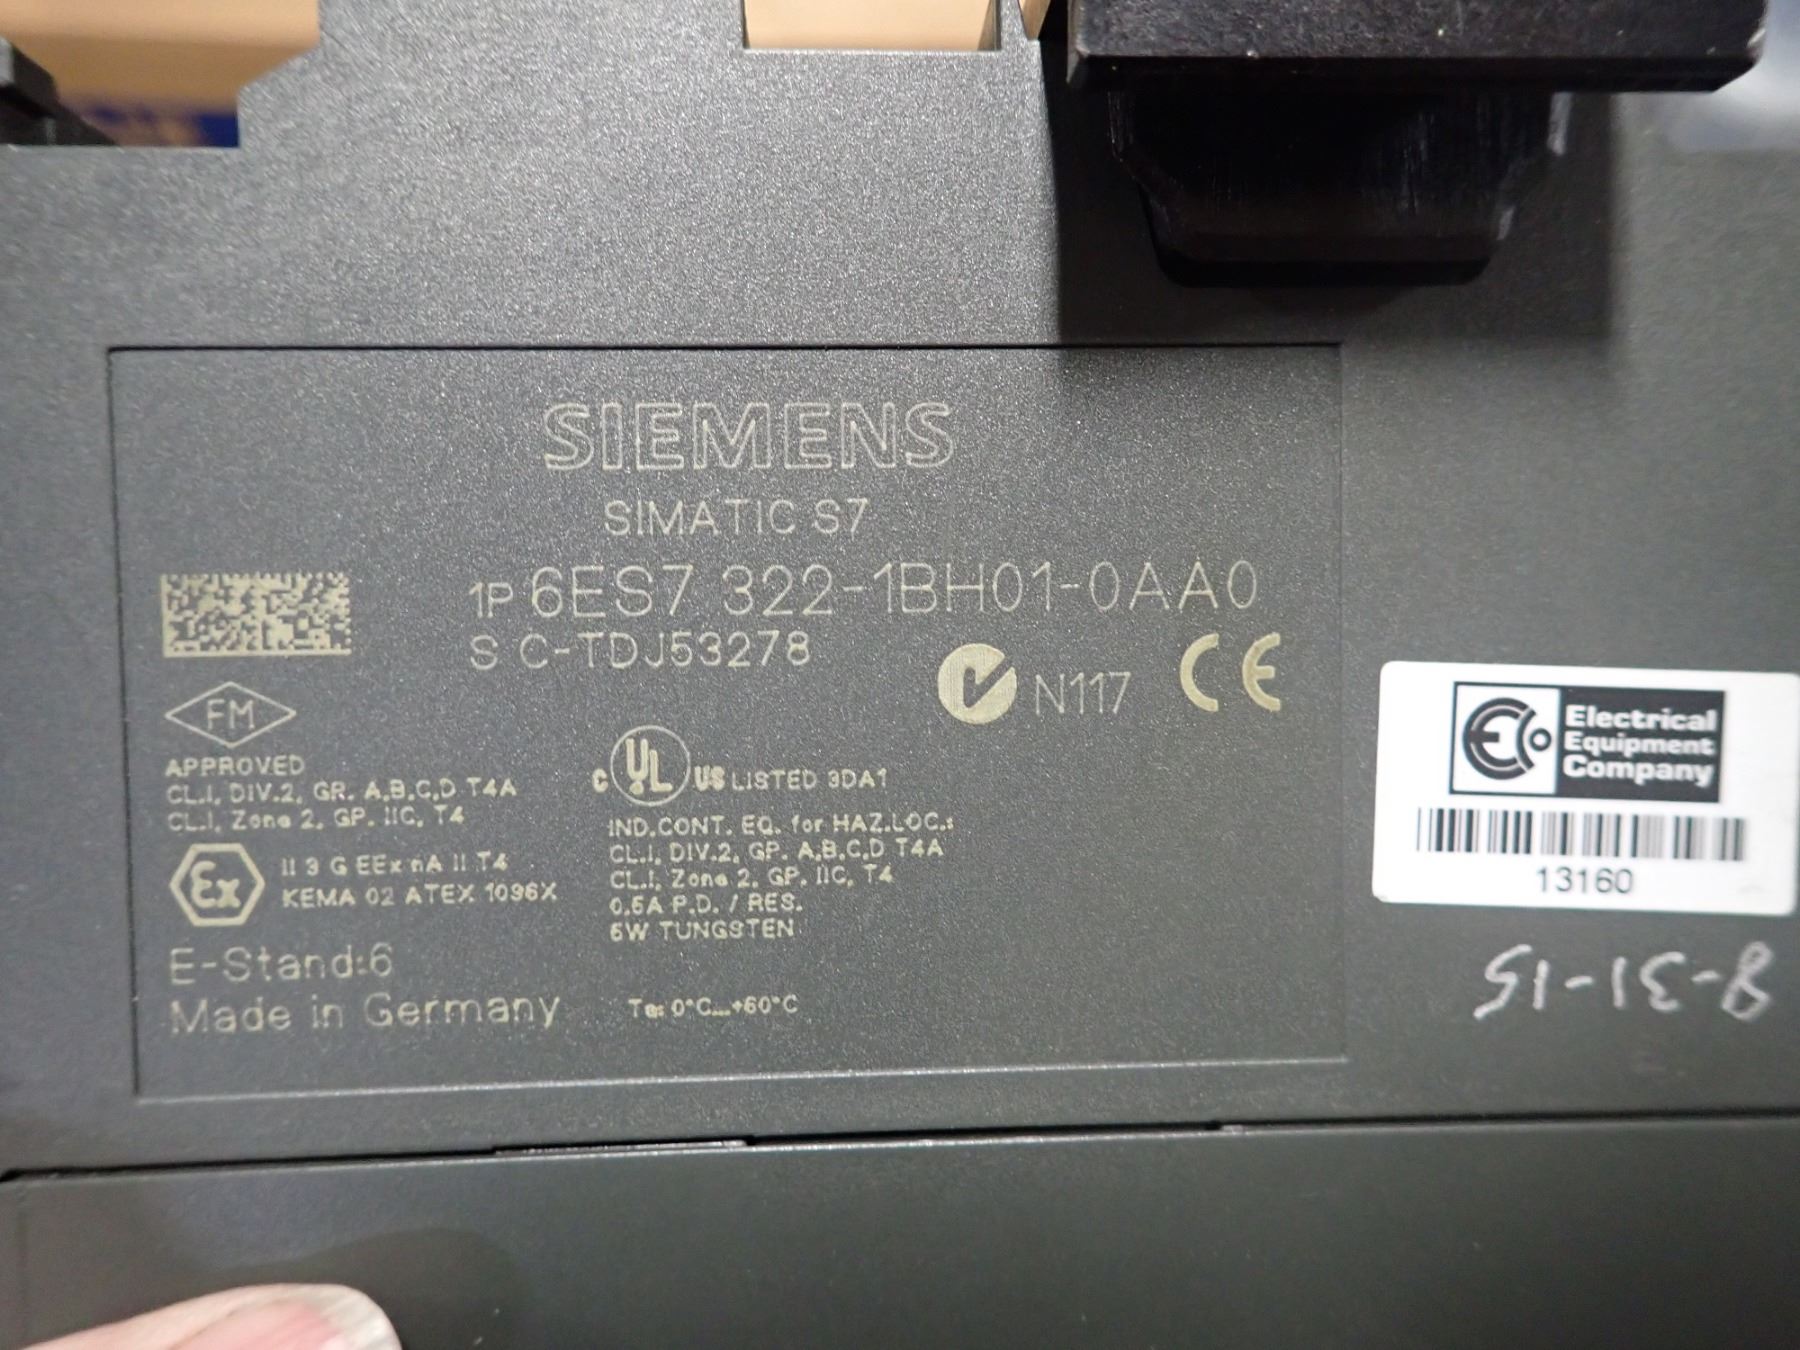 SIEMENS
SIMATIC S7
1P 6ES7 322-1BH01-0AA0
S C-TDJ53278
N117 CE
FM
APPROVED
CL.I, DIV.2, GR. A,B,C,D T4A
CL.I, Zone 2, GP. IIC, T4
Ex II 3 G EEx nA II T4
KEMA 02 ATEX 1096X
E-Stand:6
Made in Germany
C UL US LISTED 3DA1
IND.CONT. EQ. for HAZ.LOC.:
CL.I, DIV.2, GP. A,B,C,D T4A
CL.I, Zone 2, GP. IIC, T4
0.5A P.D. / RES.
5W TUNGSTEN
Ta: 0°C...+60°C
ECo Electrical
Equipment
Company
13160
8-31-15